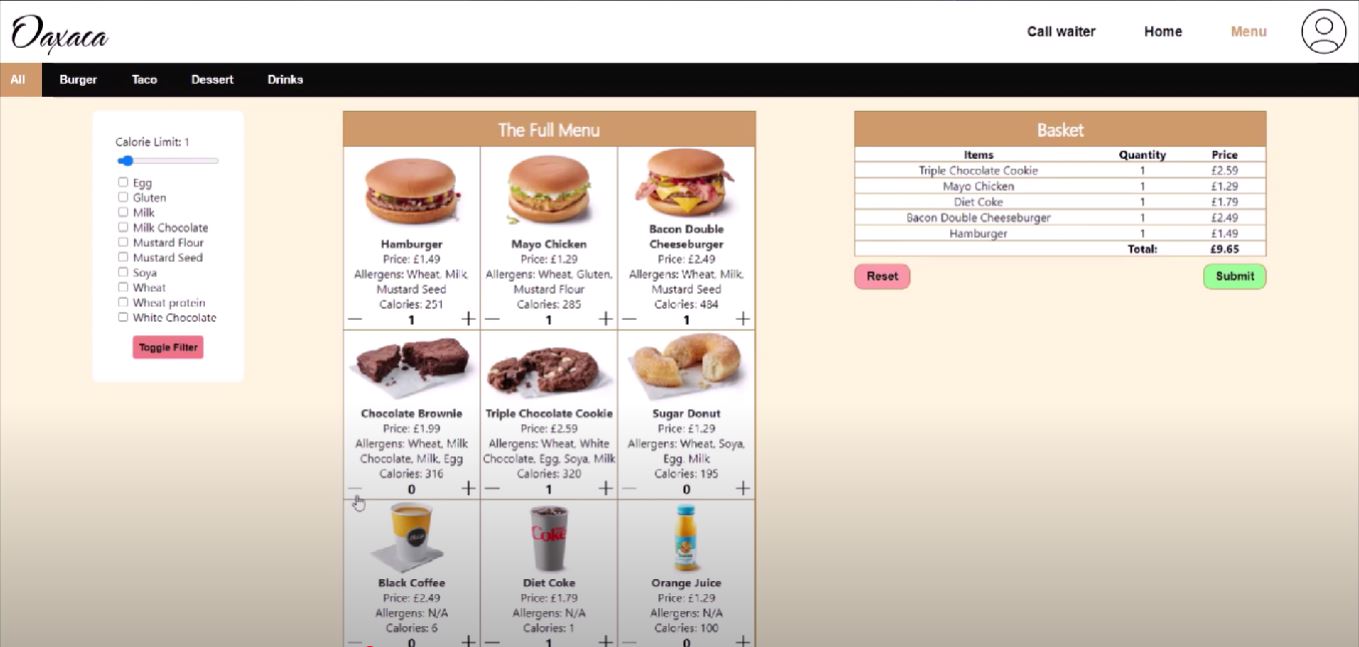 Oaxaca
Call waiter Home Menu
All Burger Taco Dessert Drinks
Calorie Limit: 1
Egg
Gluten
Milk
Milk Chocolate
Mustard Flour
Mustard Seed
Soya
Wheat
Wheat protein
White Chocolate
Toggle Filter
The Full Menu
Hamburger
Price: £1.49
Allergens: Wheat, Milk,
Mustard Seed
Calories: 251
— 1 +
Mayo Chicken
Price: £1.29
Allergens: Wheat, Gluten,
Mustard Flour
Calories: 285
— 1 +
Bacon Double
Cheeseburger
Price: £2.49
Allergens: Wheat, Milk,
Mustard Seed
Calories: 484
— 1 +
Chocolate Brownie
Price: £1.99
Allergens: Wheat, Milk
Chocolate, Milk, Egg
Calories: 316
— 0 +
Triple Chocolate Cookie
Price: £2.59
Allergens: Wheat, White
Chocolate, Egg, Soya, Milk
Calories: 320
— 1 +
Sugar Donut
Price: £1.29
Allergens: Wheat, Soya,
Egg, Milk
Calories: 195
— 0 +
Black Coffee
Price: £2.49
Allergens: N/A
Calories: 6
— 0 +
Coke
Diet Coke
Price: £1.79
Allergens: N/A
Calories: 1
— 1 +
Orange Juice
Price: £1.29
Allergens: N/A
Calories: 100
— 0 +
Basket
Items Quantity Price
Triple Chocolate Cookie 1 £2.59
Mayo Chicken 1 £1.29
Diet Coke 1 £1.79
Bacon Double Cheeseburger 1 £2.49
Hamburger 1 £1.49
Total: £9.65
Reset Submit